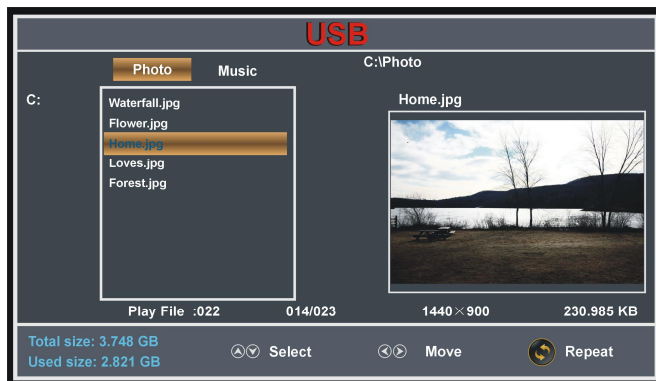 USB
Photo Music C:\Photo
C: Home.jpg
Waterfall.jpg
Flower.jpg
Home.jpg
Loves.jpg
Forest.jpg
Play File :022 014/023 1440×900 230.985 KB
Total size: 3.748 GB
Used size: 2.821 GB
Select Move Repeat